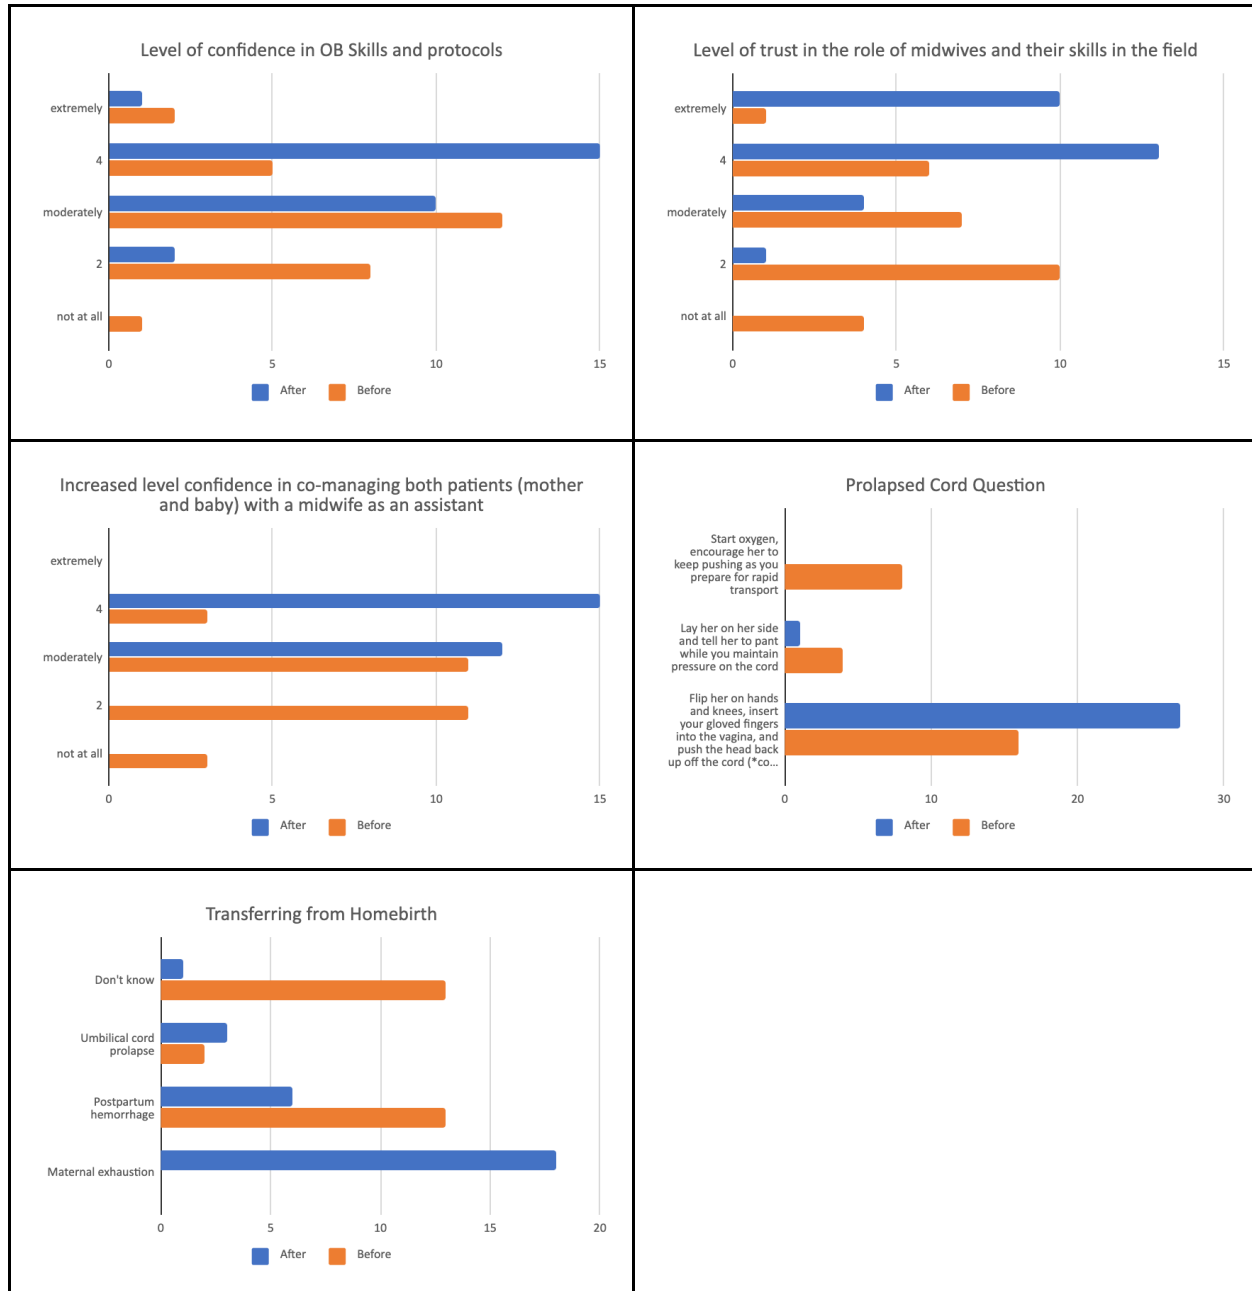 Level of confidence in OB Skills and protocols
extremely
4
moderately
2
not at all
0
5
10
15
After
Before
Level of trust in the role of midwives and their skills in the field
extremely
4
moderately
2
not at all
0
5
10
15
After
Before
Increased level confidence in co-managing both patients (mother
and baby) with a midwife as an assistant
extremely
4
moderately
2
not at all
0
5
10
15
After
Before
Prolapsed Cord Question
Start oxygen,
encourage her to
keep pushing as you
prepare for rapid
transport
Lay her on her side
and tell her to pant
while you maintain
pressure on the cord
Flip her on hands
and knees, insert
your gloved fingers
into the vagina, and
push the head back
up off the cord (*co...
0
10
20
30
After
Before
Transferring from Homebirth
Don't know
Umbilical cord
prolapse
Postpartum
hemorrhage
Maternal exhaustion
0
5
10
15
20
After
Before